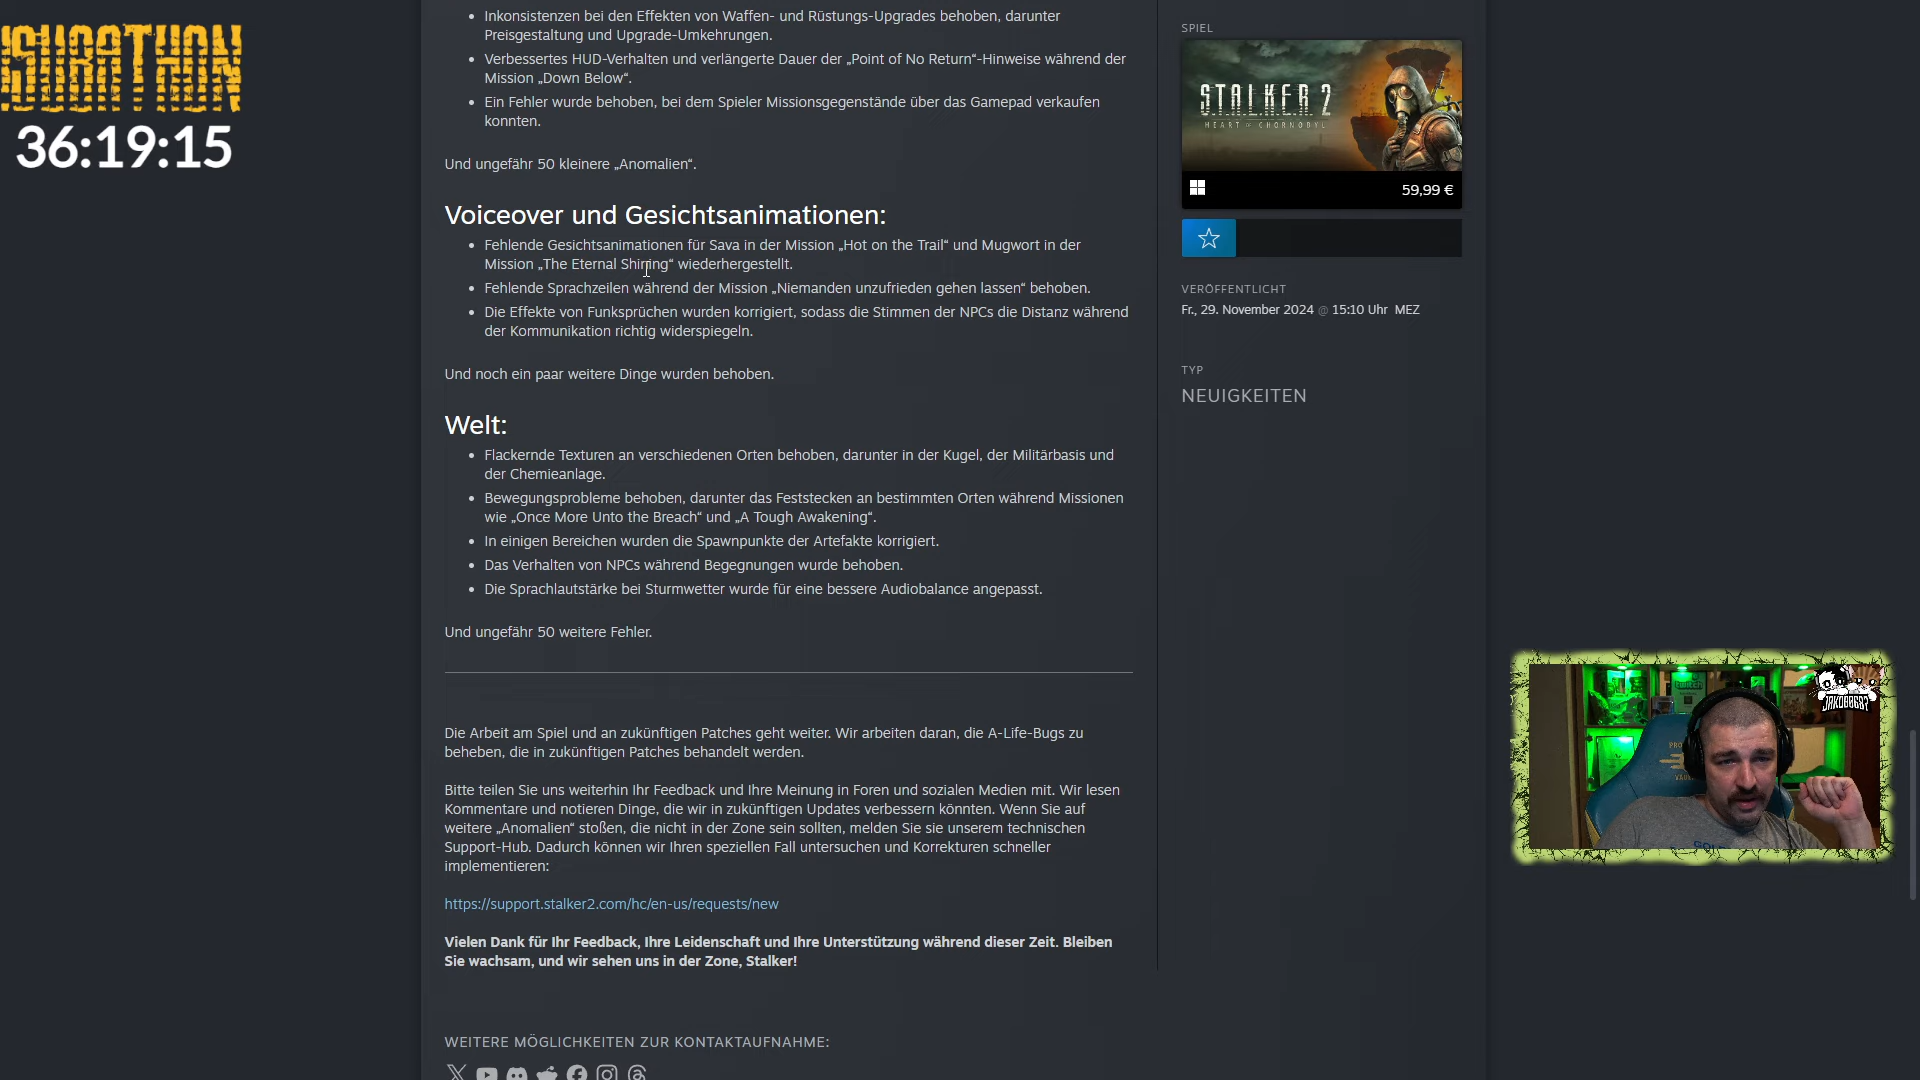 SUBATHON
36:19:15
• Inkonsistenzen bei den Effekten von Waffen- und Rüstungs-Upgrades behoben, darunter
Preisgestaltung und Upgrade-Umkehrungen.
• Verbessertes HUD-Verhalten und verlängerte Dauer der „Point of No Return“-Hinweise während der
Mission „Down Below“.
• Ein Fehler wurde behoben, bei dem Spieler Missionsgegenstände über das Gamepad verkaufen
konnten.
Und ungefähr 50 kleinere „Anomalien“.
Voiceover und Gesichtsanimationen:
• Fehlende Gesichtsanimationen für Sava in der Mission „Hot on the Trail“ und Mugwort in der
Mission „The Eternal Shining“ wiederhergestellt.
• Fehlende Sprachzeilen während der Mission „Niemanden unzufrieden gehen lassen“ behoben.
• Die Effekte von Funksprüchen wurden korrigiert, sodass die Stimmen der NPCs die Distanz während
der Kommunikation richtig widerspiegeln.
Und noch ein paar weitere Dinge wurden behoben.
Welt:
• Flackernde Texturen an verschiedenen Orten behoben, darunter in der Kugel, der Militärbasis und
der Chemieanlage.
• Bewegungsprobleme behoben, darunter das Feststecken an bestimmten Orten während Missionen
wie „Once More Unto the Breach“ und „A Tough Awakening“.
• In einigen Bereichen wurden die Spawnpunkte der Artefakte korrigiert.
• Das Verhalten von NPCs während Begegnungen wurde behoben.
• Die Sprachlautstärke bei Sturmwetter wurde für eine bessere Audiobalance angepasst.
Und ungefähr 50 weitere Fehler.
Die Arbeit am Spiel und an zukünftigen Patches geht weiter. Wir arbeiten daran, die A-Life-Bugs zu
beheben, die in zukünftigen Patches behandelt werden.
Bitte teilen Sie uns weiterhin Ihr Feedback und Ihre Meinung in Foren und sozialen Medien mit. Wir lesen
Kommentare und notieren Dinge, die wir in zukünftigen Updates verbessern könnten. Wenn Sie auf
weitere „Anomalien“ stoßen, die nicht in der Zone sein sollten, melden Sie sie unserem technischen
Support-Hub. Dadurch können wir Ihren speziellen Fall untersuchen und Korrekturen schneller
implementieren:
https://support.stalker2.com/hc/en-us/requests/new
Vielen Dank für Ihr Feedback, Ihre Leidenschaft und Ihre Unterstützung während dieser Zeit. Bleiben
Sie wachsam, und wir sehen uns in der Zone, Stalker!
WEITERE MÖGLICHKEITEN ZUR KONTAKTAUFNAHME:
SPIEL
S.T.A.L.K.E.R. 2
HEART OF CHORNOBYL
59,99 €
VERÖFFENTLICHT
Fr., 29. November 2024 @ 15:10 Uhr MEZ
TYP
NEUIGKEITEN
twitch